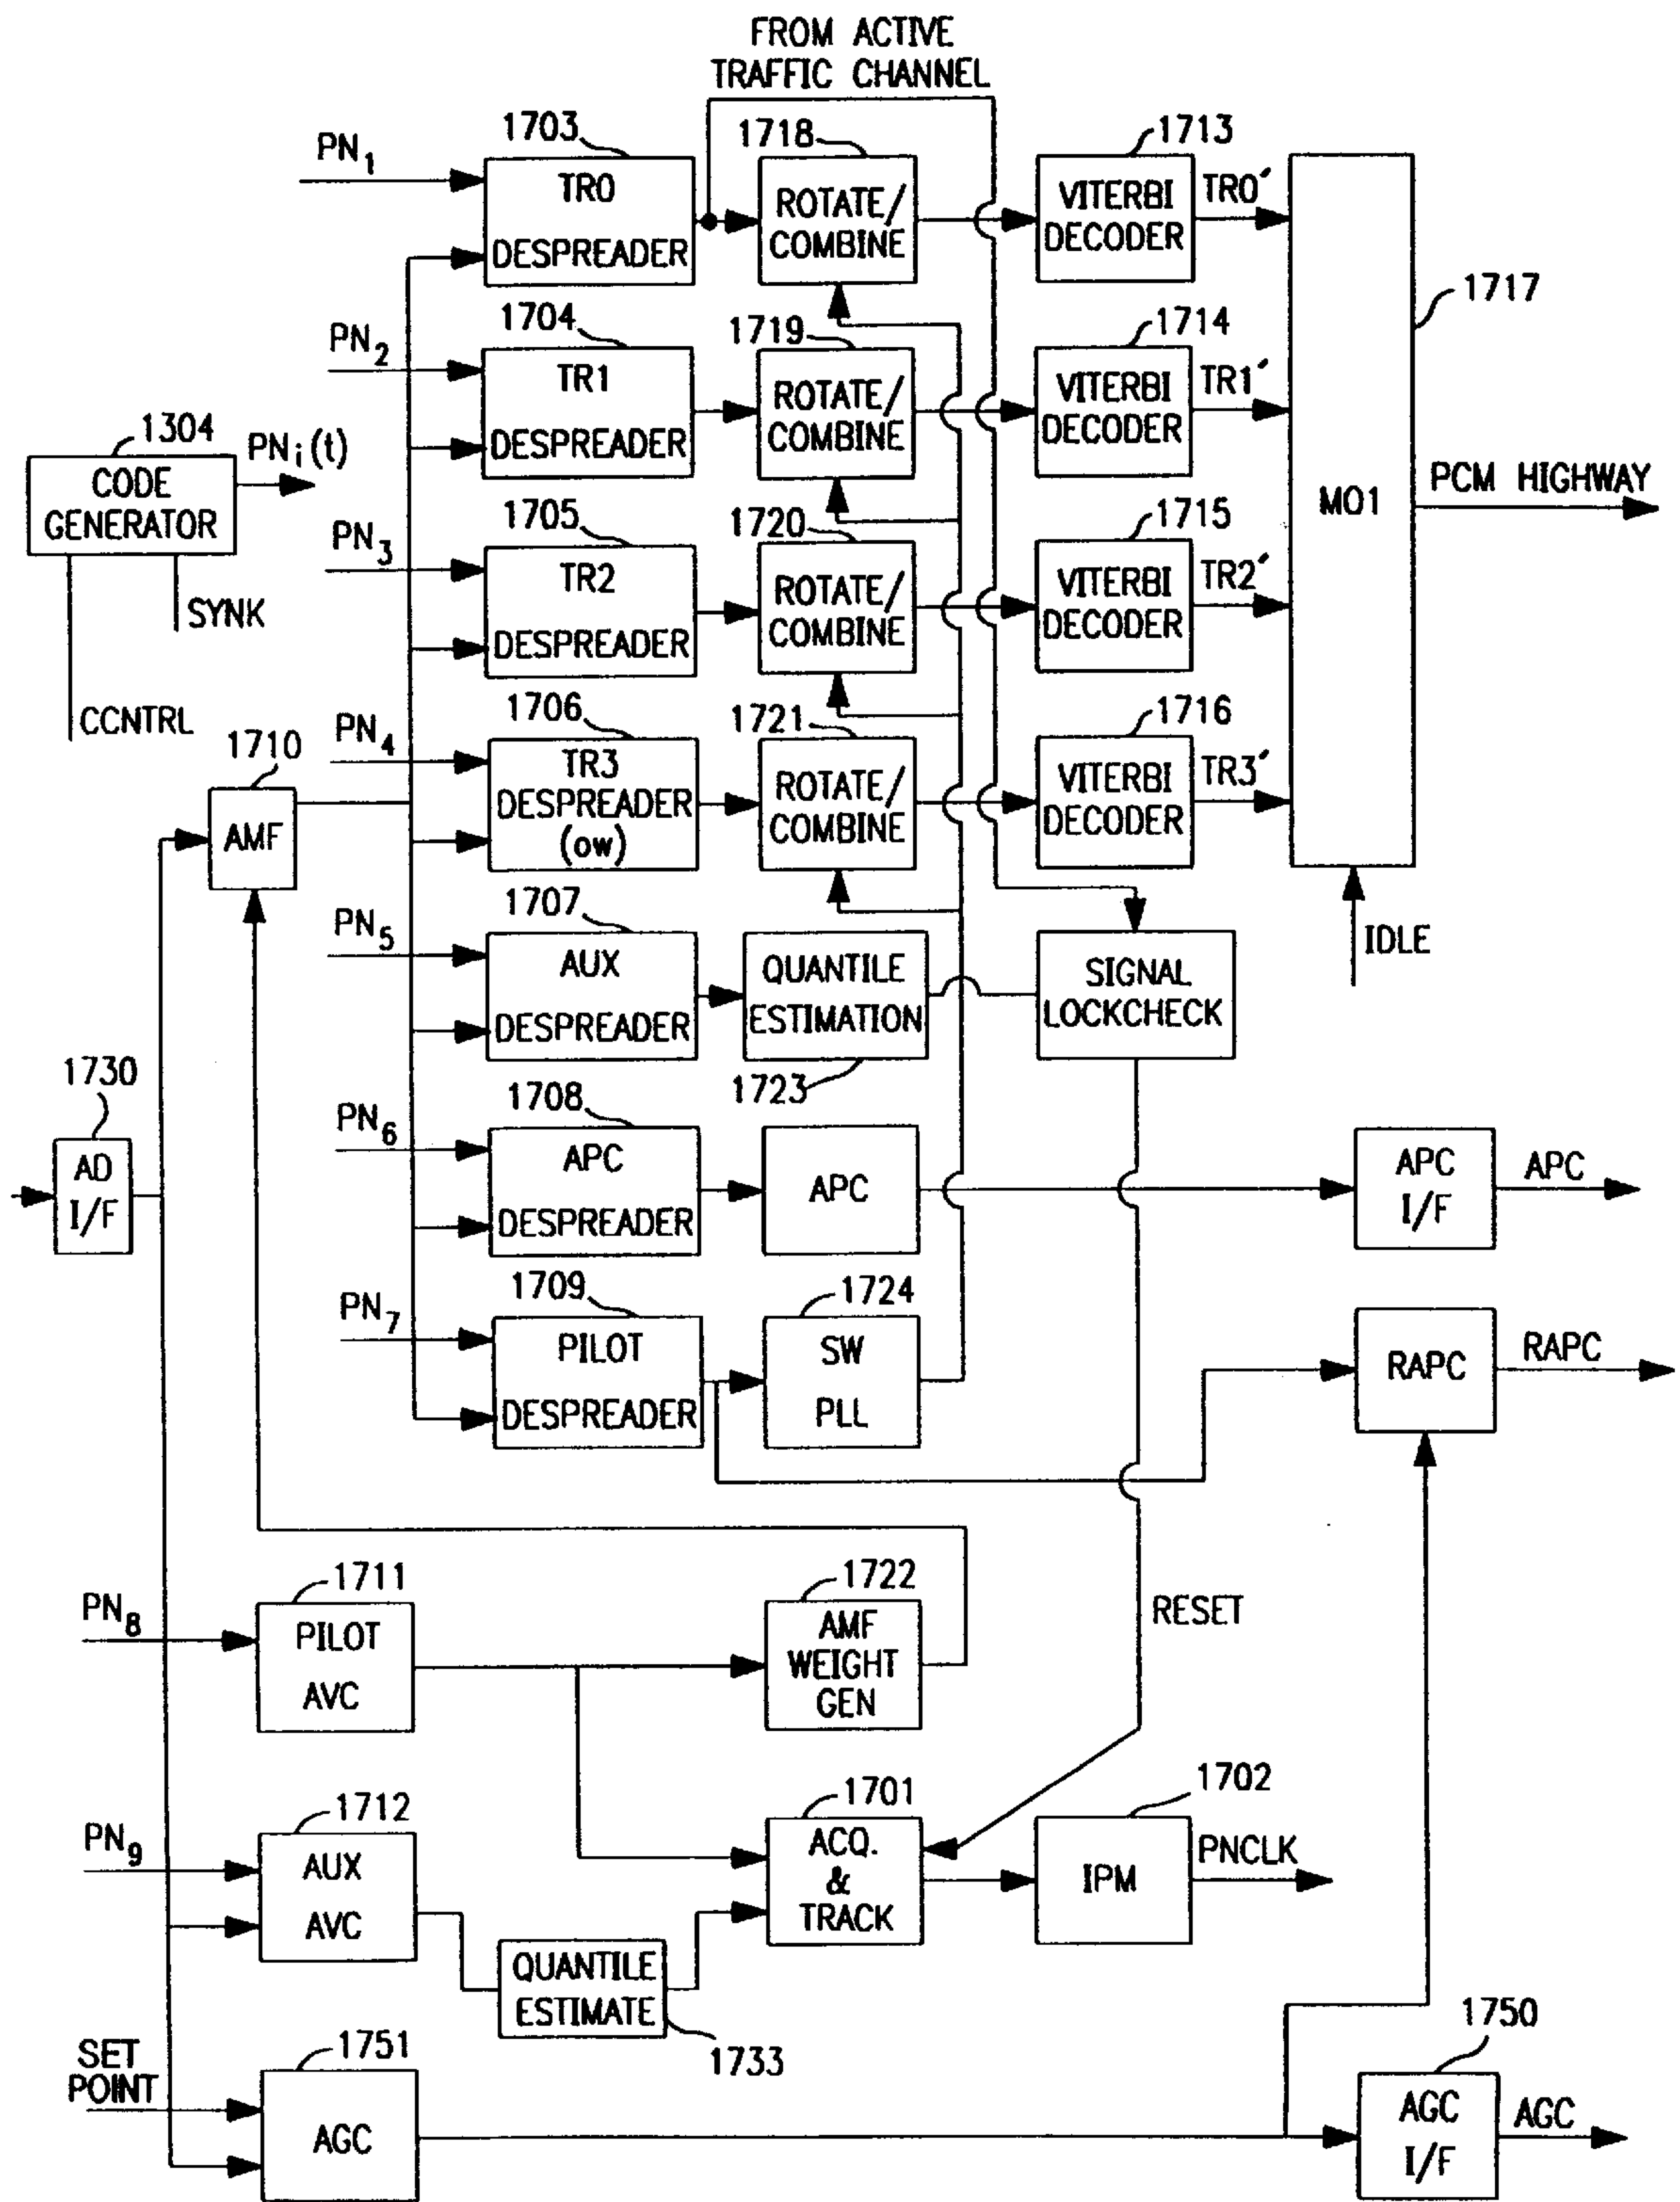 FROM ACTIVE
TRAFFIC CHANNEL
1703
1718
1713
PN1
TR0
DESPREADER
ROTATE/
COMBINE
VITERBI
DECODER
TR0′
1717
1704
1719
1714
PN2
TR1
DESPREADER
ROTATE/
COMBINE
VITERBI
DECODER
TR1′
1304
PNi(t)
CODE
GENERATOR
SYNK
CCNTRL
M01
PCM HIGHWAY
1705
1720
1715
PN3
TR2
DESPREADER
ROTATE/
COMBINE
VITERBI
DECODER
TR2′
1706
1721
1716
PN4
TR3
DESPREADER
(ow)
ROTATE/
COMBINE
VITERBI
DECODER
TR3′
1710
AMF
IDLE
1707
PN5
AUX
DESPREADER
QUANTILE
ESTIMATION
1723
SIGNAL
LOCKCHECK
1730
AD
I/F
1708
PN6
APC
DESPREADER
APC
APC
I/F
APC
1709
1724
PN7
PILOT
DESPREADER
SW
PLL
RAPC
RAPC
1711
1722
PN8
PILOT
AVC
AMF
WEIGHT
GEN
RESET
1712
1701
1702
PN9
AUX
AVC
ACQ.
&
TRACK
IPM
PNCLK
QUANTILE
ESTIMATE
1733
SET
POINT
1751
AGC
1750
AGC
I/F
AGC